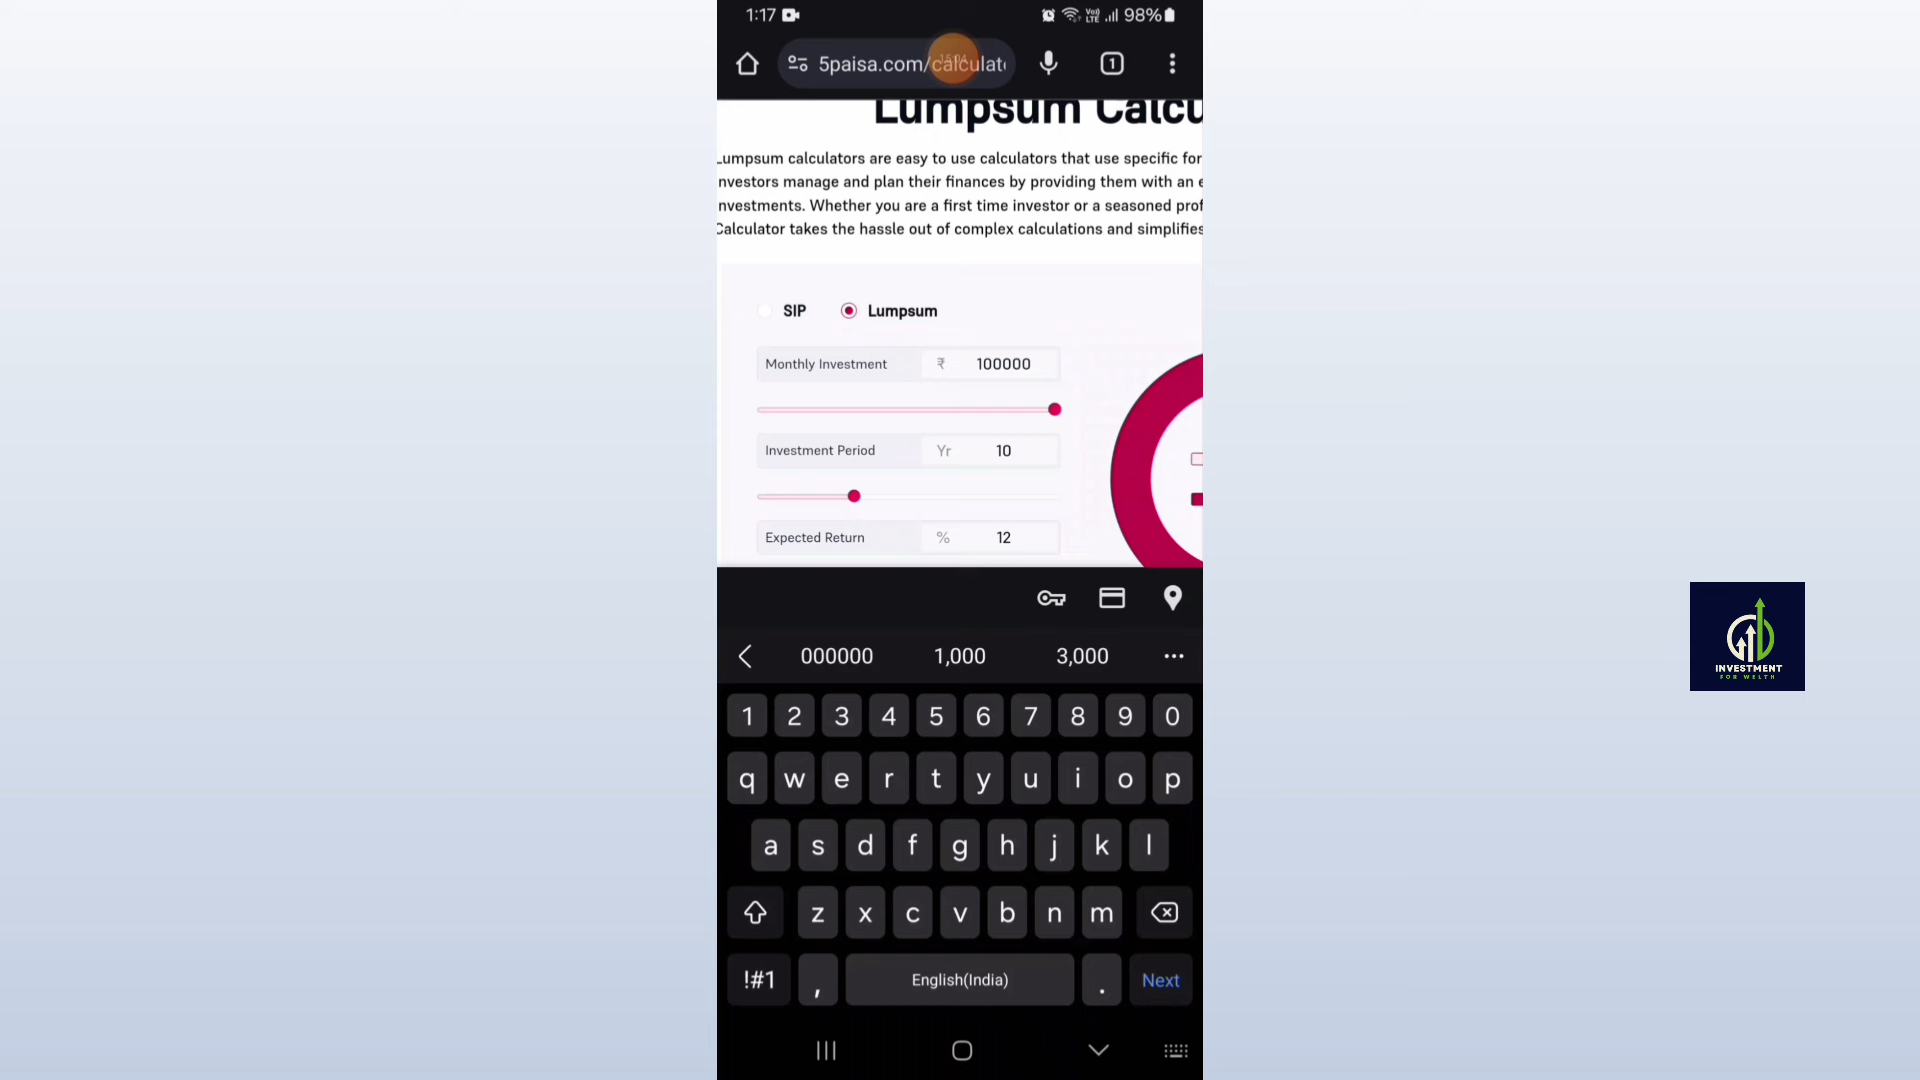 1:17 98%
5paisa.com/calculat
1
Lumpsum Calcu
Lumpsum calculators are easy to use calculators that use specific for
nvestors manage and plan their finances by providing them with an e
nvestments. Whether you are a first time investor or a seasoned prof
Calculator takes the hassle out of complex calculations and simplifies
SIP Lumpsum
Monthly Investment ₹ 100000
Investment Period Yr 10
Expected Return % 12
000000 1,000 3,000 ...
1 2 3 4 5 6 7 8 9 0
q w e r t y u i o p
a s d f g h j k l
z x c v b n m
!#1 , English(India) . Next
INVESTMENT
FOR WELTH